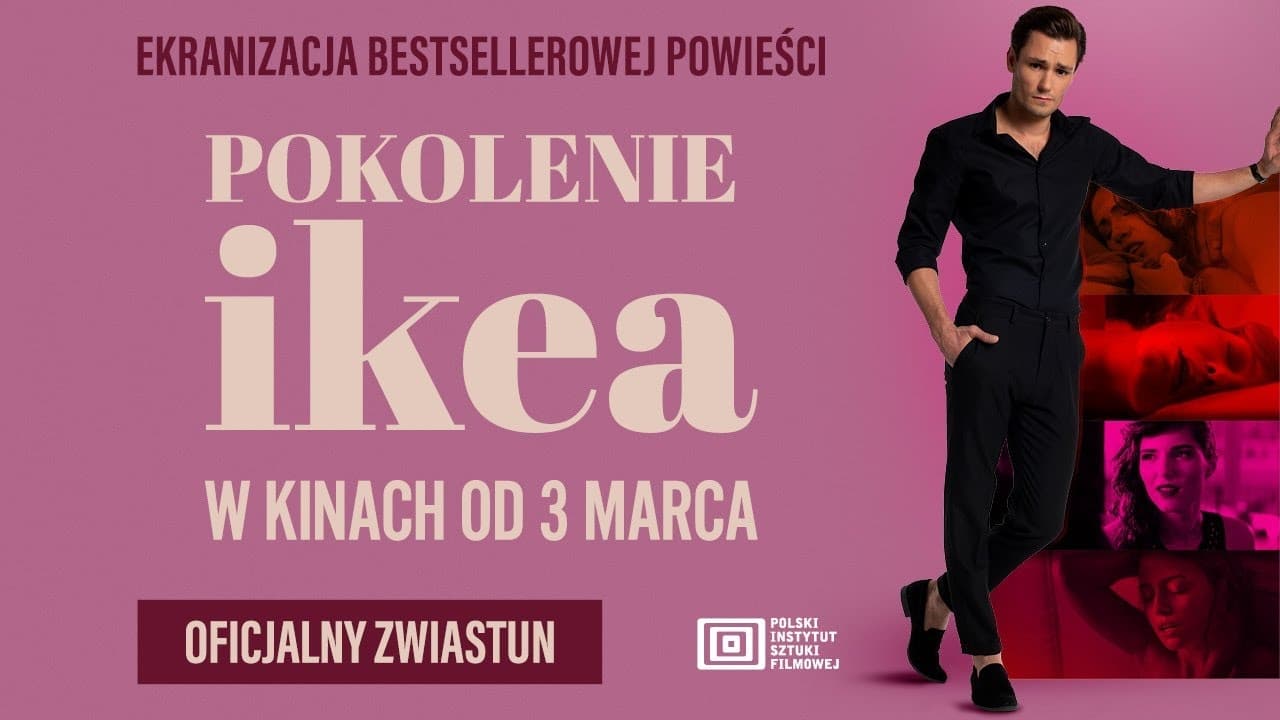 EKRANIZACJA BESTSELLEROWEJ POWIEŚCI
POKOLENIE
ikea
W KINACH OD 3 MARCA
OFICJALNY ZWIASTUN
POLSKI
INSTYTUT
SZTUKI
FILMOWEJ